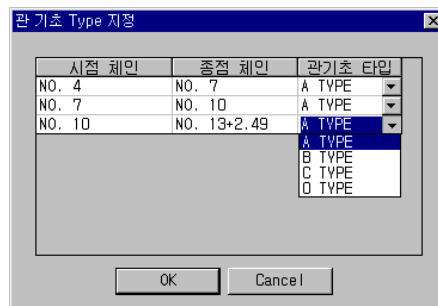 관 기초 Type 지정
시점 체인 종점 체인 관기초 타입
NO. 4 NO. 7 A TYPE
NO. 7 NO. 10 A TYPE
NO. 10 NO. 13+2.49 A TYPE
A TYPE
B TYPE
C TYPE
O TYPE
OK Cancel